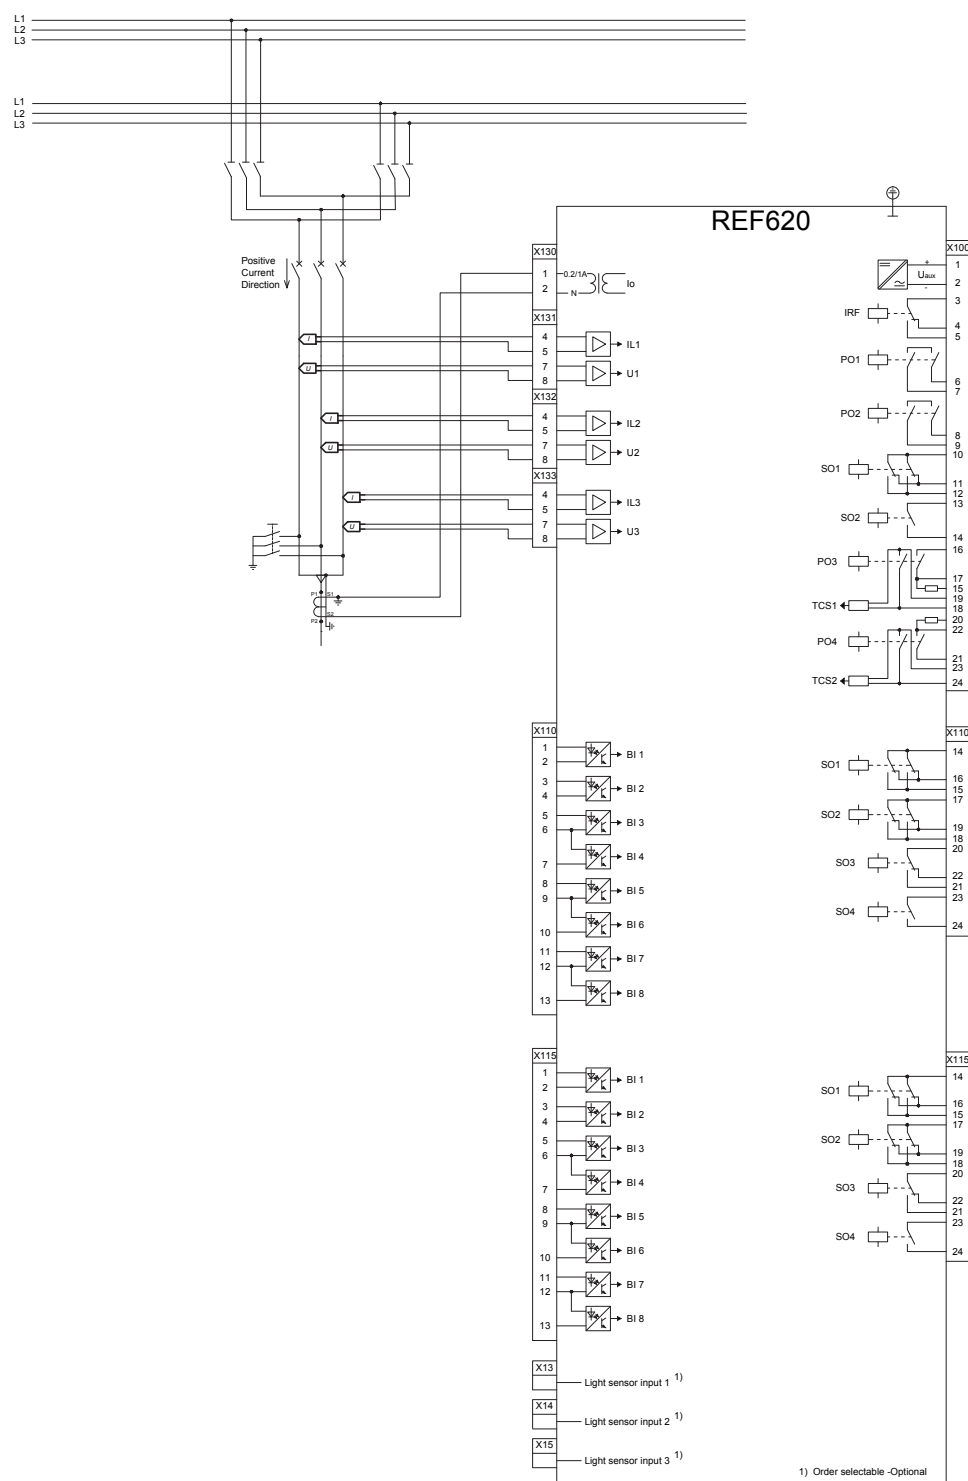 L1
L2
L3
L1
L2
L3
REF620
Positive
Current
Direction
X130
1 0.2/1A
2 N
Io
X131
4
5
IL1
7
8
U1
X132
4
5
IL2
7
8
U2
X133
4
5
IL3
7
8
U3
I
U
I
U
I
U
P1 S1
S2
P2
X110
1
2
BI 1
3
4
BI 2
5
6
BI 3
7
BI 4
8
9
BI 5
10
BI 6
11
12
BI 7
13
BI 8
X115
1
2
BI 1
3
4
BI 2
5
6
BI 3
7
BI 4
8
9
BI 5
10
BI 6
11
12
BI 7
13
BI 8
X13
Light sensor input 1 1)
X14
Light sensor input 2 1)
X15
Light sensor input 3 1)
X100
+
1
Uaux
2
-
3
IRF
4
5
PO1
6
7
PO2
8
9
10
SO1
11
12
13
SO2
14
16
PO3
17
15
19
TCS1
18
20
22
PO4
21
23
TCS2
24
X110
14
SO1
16
15
17
SO2
19
18
20
SO3
22
21
23
SO4
24
X115
14
SO1
16
15
17
SO2
19
18
20
SO3
22
21
23
SO4
24
1) Order selectable -Optional